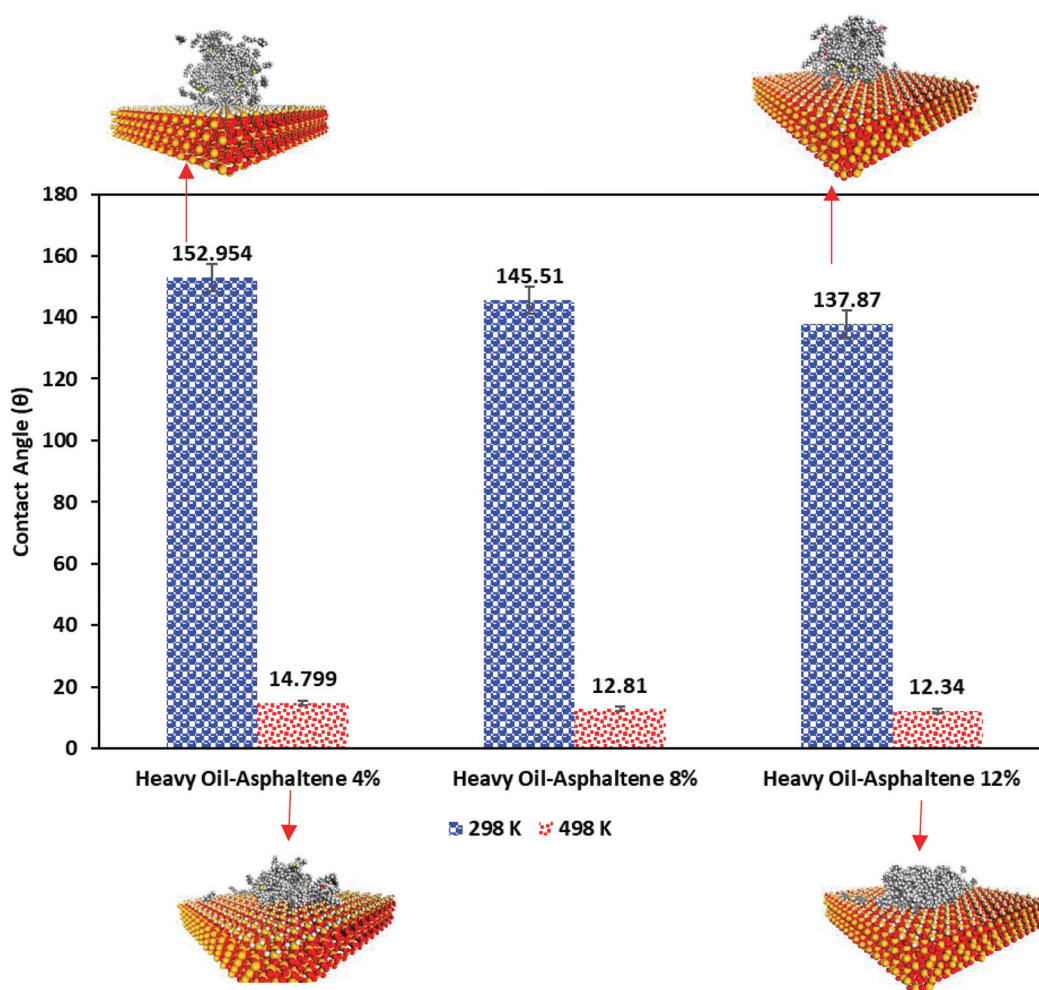 180
160
140
120
100
80
60
40
20
0
Contact Angle (θ)
152.954
145.51
137.87
14.799
12.81
12.34
Heavy Oil-Asphaltene 4%
Heavy Oil-Asphaltene 8%
Heavy Oil-Asphaltene 12%
298 K
498 K